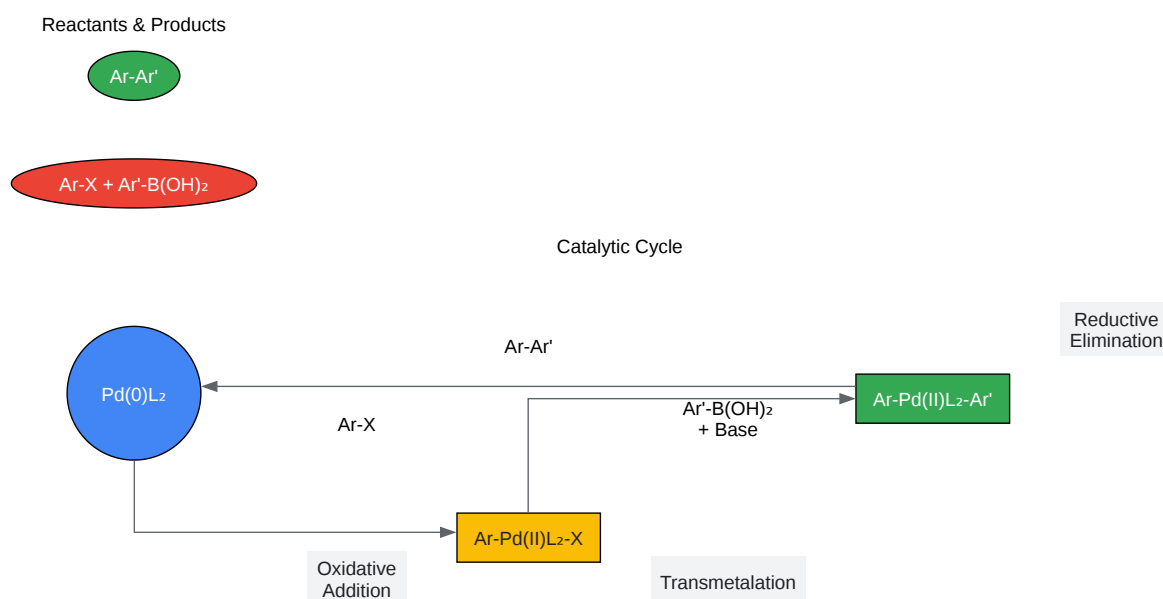 Reactants & Products
Ar-Ar'
Ar-X + Ar'-B(OH)₂
Catalytic Cycle
Reductive
Elimination
Ar-Ar'
Pd(0)L₂
Ar-Pd(II)L₂-Ar'
Ar'-B(OH)₂
+ Base
Ar-X
Ar-Pd(II)L₂-X
Oxidative
Addition
Transmetalation